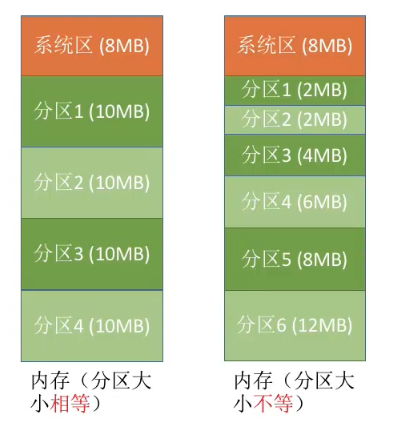 系统区 (8MB)
分区1 (10MB)
分区2 (10MB)
分区3 (10MB)
分区4 (10MB)
内存（分区大
小相等）
系统区 (8MB)
分区1 (2MB)
分区2 (2MB)
分区3 (4MB)
分区4 (6MB)
分区5 (8MB)
分区6 (12MB)
内存（分区大
小不等）